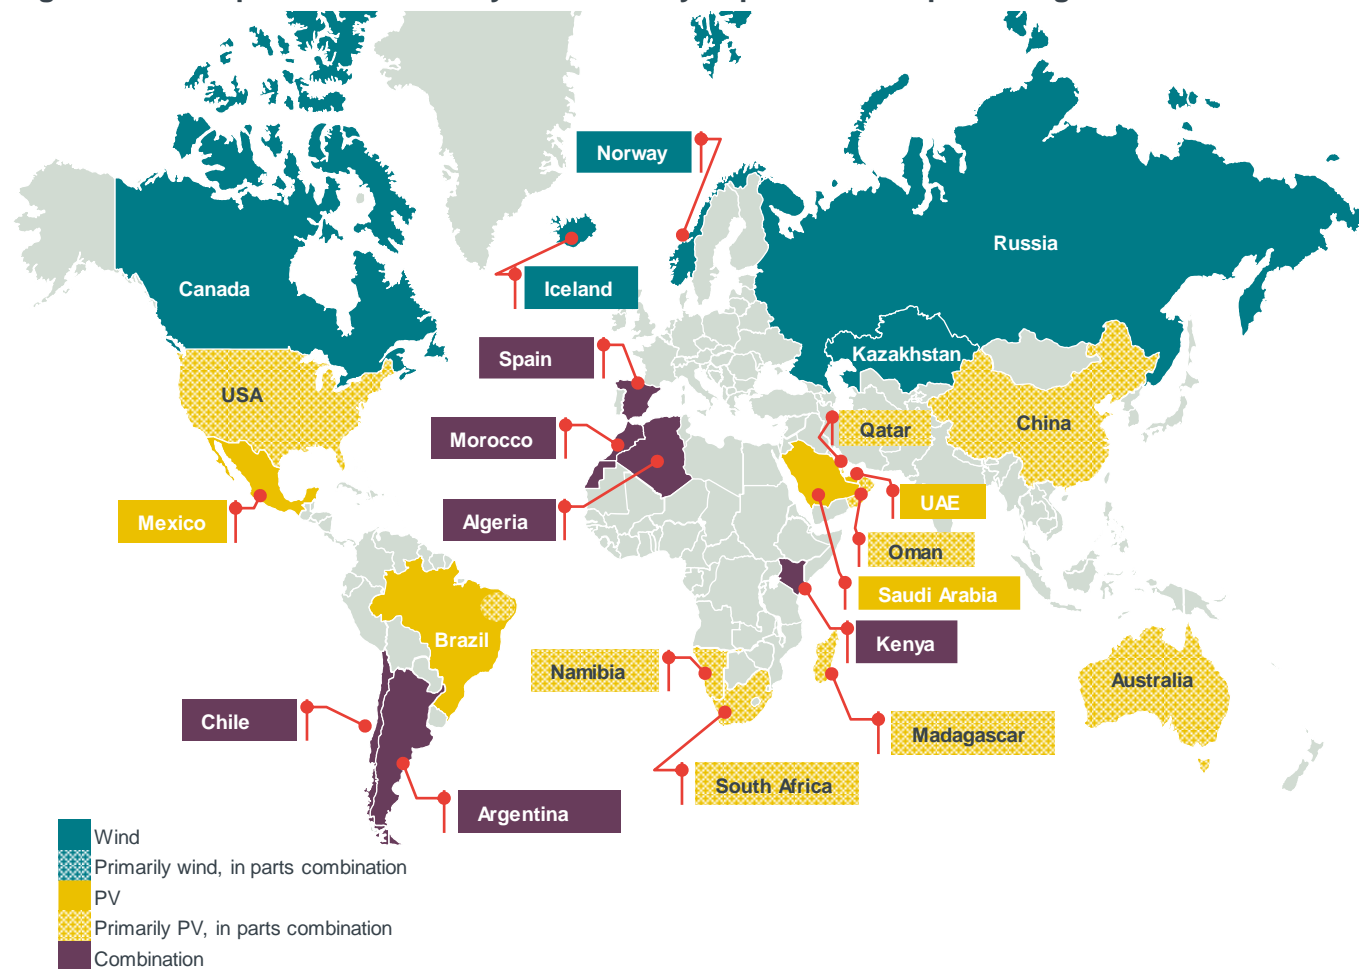 Norway
Russia
Canada
Iceland
Kazakhstan
Spain
USA
China
Qatar
Morocco
UAE
Mexico
Algeria
Oman
Saudi Arabia
Brazil
Kenya
Namibia
Australia
Chile
Madagascar
South Africa
Argentina
Wind
Primarily wind, in parts combination
PV
Primarily PV, in parts combination
Combination